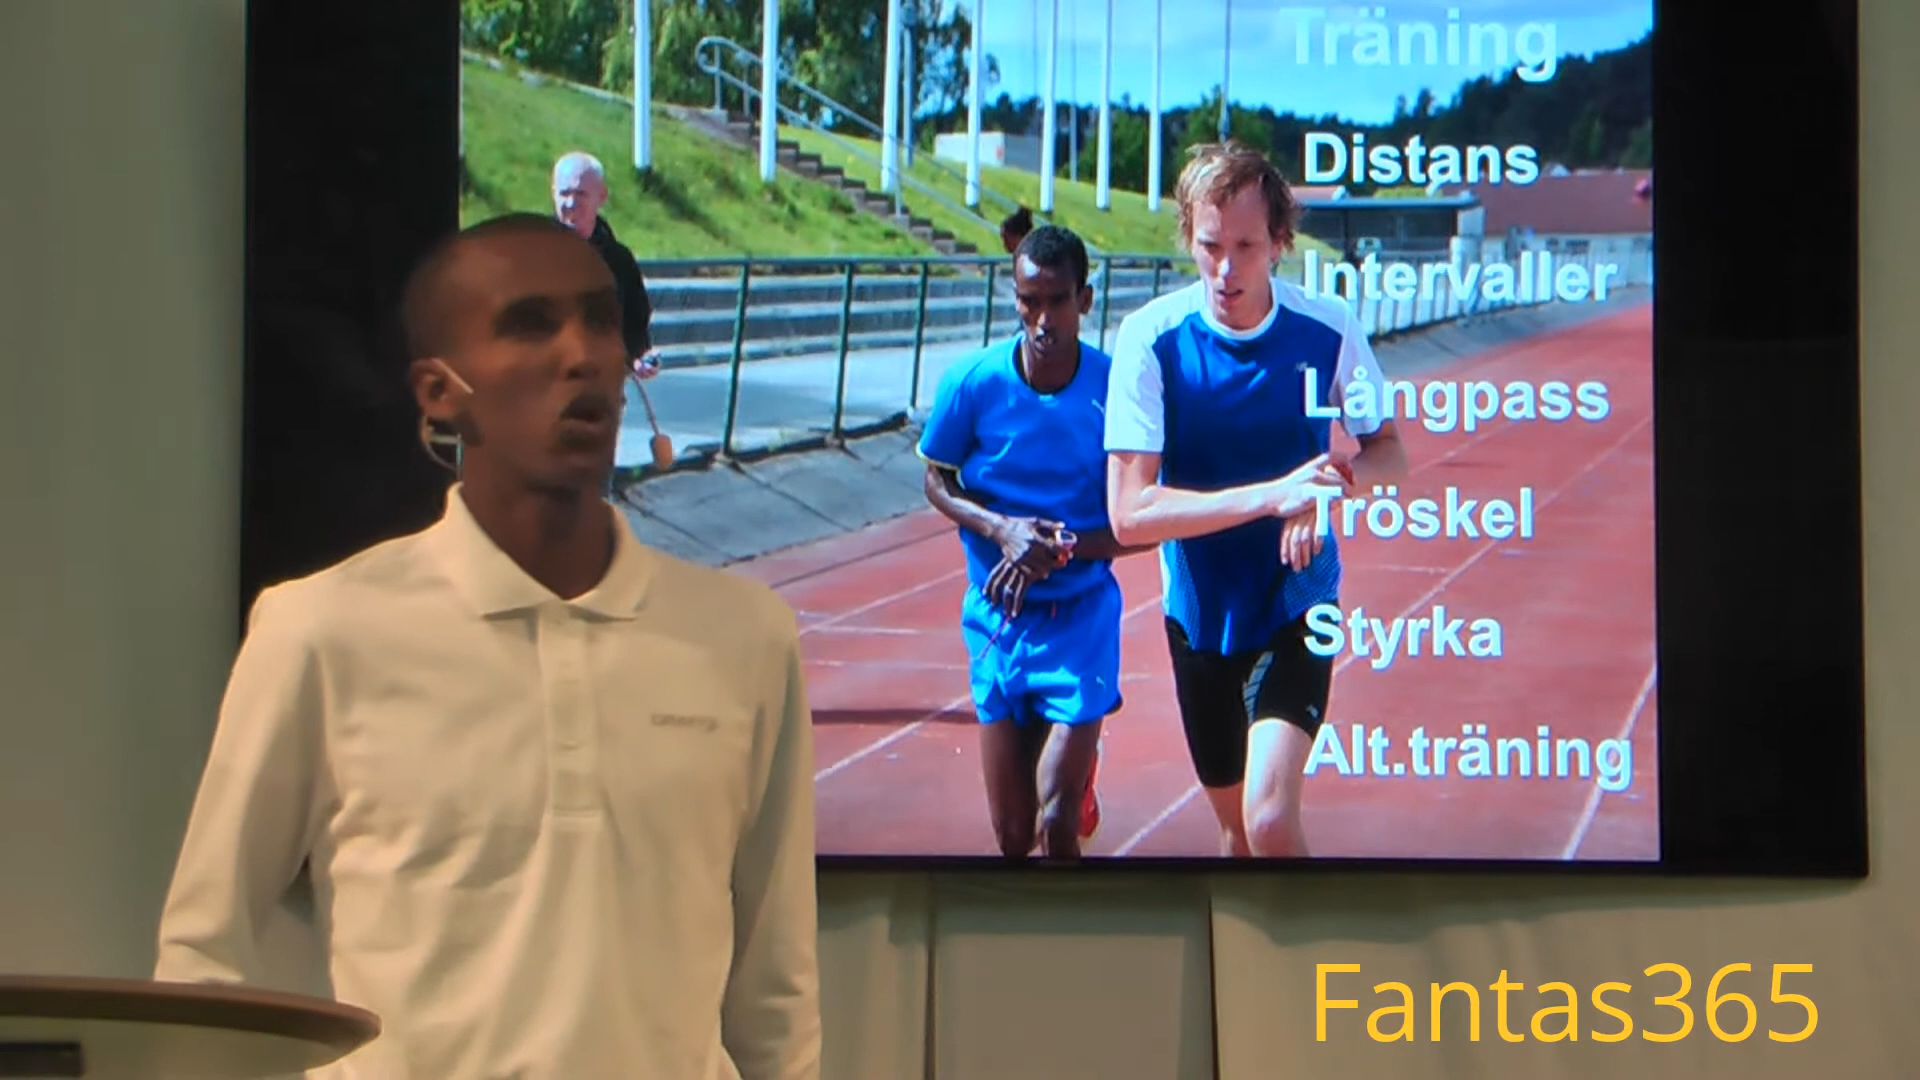 Träning
Distans
Intervaller
Långpass
Tröskel
Styrka
Alt.träning
Fantas365